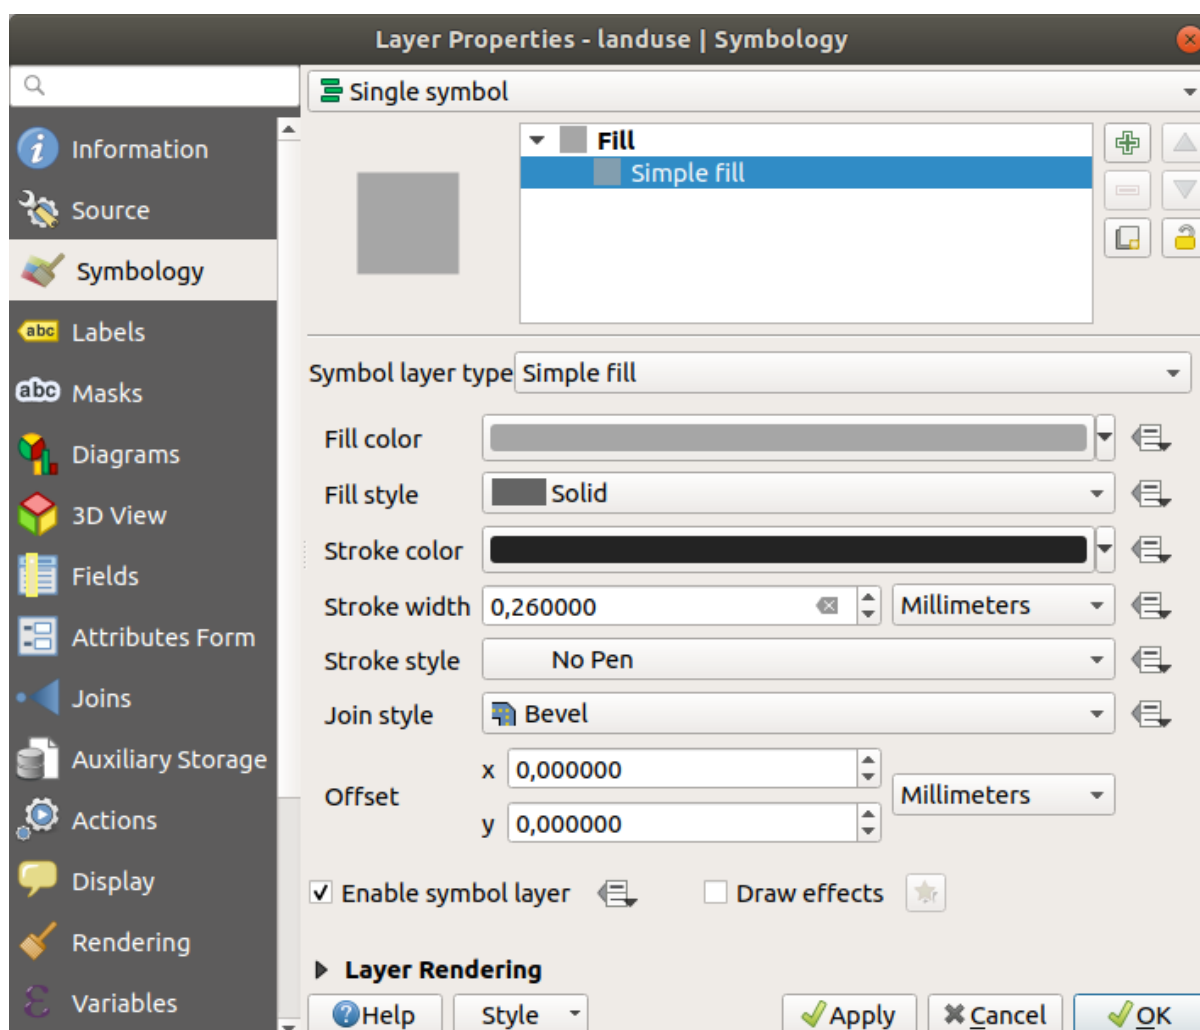 Layer Properties - landuse | Symbology
Single symbol
Information
Source
Symbology
abc Labels
abc Masks
Diagrams
3D View
Fields
Attributes Form
Joins
Auxiliary Storage
Actions
Display
Rendering
Variables
Fill
Simple fill
Symbol layer type Simple fill
Fill color
Fill style Solid
Stroke color
Stroke width 0,260000 Millimeters
Stroke style No Pen
Join style Bevel
Offset x 0,000000 Millimeters
y 0,000000
Enable symbol layer Draw effects
Layer Rendering
Help Style Apply Cancel OK